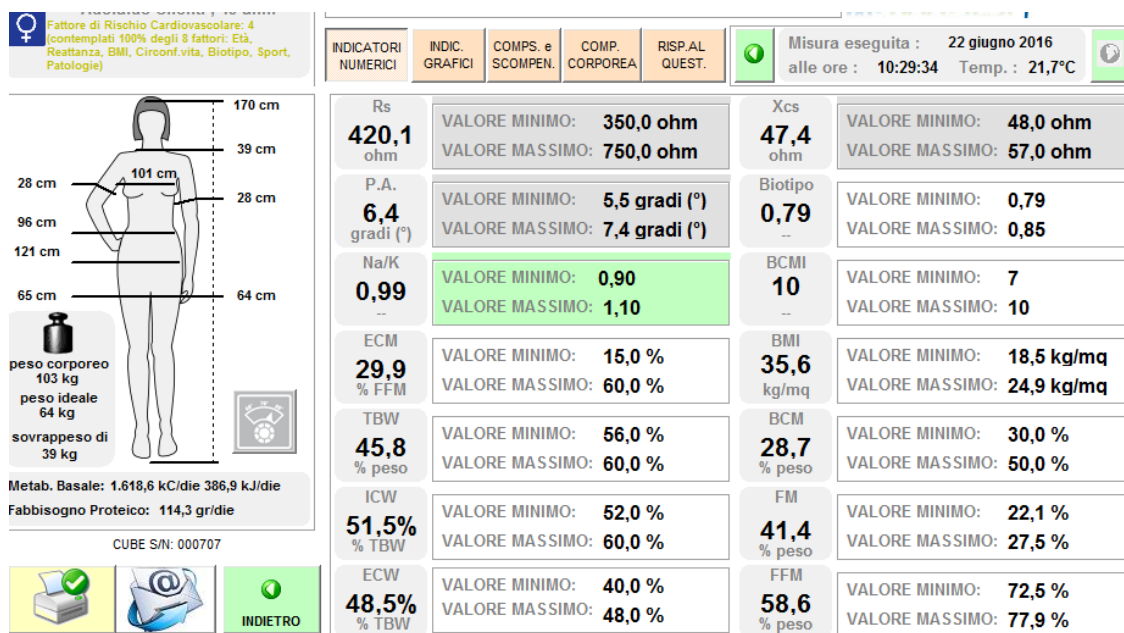 Fattore di Rischio Cardiovascolare: 4
(contemplati 100% degli 8 fattori: Età,
Reattanza, BMI, Circonf.vita, Biotipo, Sport,
Patologie)
INDICATORI NUMERICI
INDIC. GRAFICI
COMPS. e SCOMPEN.
COMP. CORPOREA
RISP.AL QUEST.
Misura eseguita : 22 giugno 2016
alle ore : 10:29:34 Temp. : 21,7°C
170 cm
39 cm
101 cm
28 cm
28 cm
96 cm
121 cm
65 cm
64 cm
peso corporeo
103 kg
peso ideale
64 kg
sovrappeso di
39 kg
Metab. Basale: 1.618,6 kC/die 386,9 kJ/die
Fabbisogno Proteico: 114,3 gr/die
CUBE S/N: 000707
INDIETRO
Rs
420,1
ohm
VALORE MINIMO: 350,0 ohm
VALORE MASSIMO: 750,0 ohm
Xcs
47,4
ohm
VALORE MINIMO: 48,0 ohm
VALORE MASSIMO: 57,0 ohm
P.A.
6,4
gradi (°)
VALORE MINIMO: 5,5 gradi (°)
VALORE MASSIMO: 7,4 gradi (°)
Biotipo
0,79
--
VALORE MINIMO: 0,79
VALORE MASSIMO: 0,85
Na/K
0,99
--
VALORE MINIMO: 0,90
VALORE MASSIMO: 1,10
BCMI
10
--
VALORE MINIMO: 7
VALORE MASSIMO: 10
ECM
29,9
% FFM
VALORE MINIMO: 15,0 %
VALORE MASSIMO: 60,0 %
BMI
35,6
kg/mq
VALORE MINIMO: 18,5 kg/mq
VALORE MASSIMO: 24,9 kg/mq
TBW
45,8
% peso
VALORE MINIMO: 56,0 %
VALORE MASSIMO: 60,0 %
BCM
28,7
% peso
VALORE MINIMO: 30,0 %
VALORE MASSIMO: 50,0 %
ICW
51,5%
% TBW
VALORE MINIMO: 52,0 %
VALORE MASSIMO: 60,0 %
FM
41,4
% peso
VALORE MINIMO: 22,1 %
VALORE MASSIMO: 27,5 %
ECW
48,5%
% TBW
VALORE MINIMO: 40,0 %
VALORE MASSIMO: 48,0 %
FFM
58,6
% peso
VALORE MINIMO: 72,5 %
VALORE MASSIMO: 77,9 %